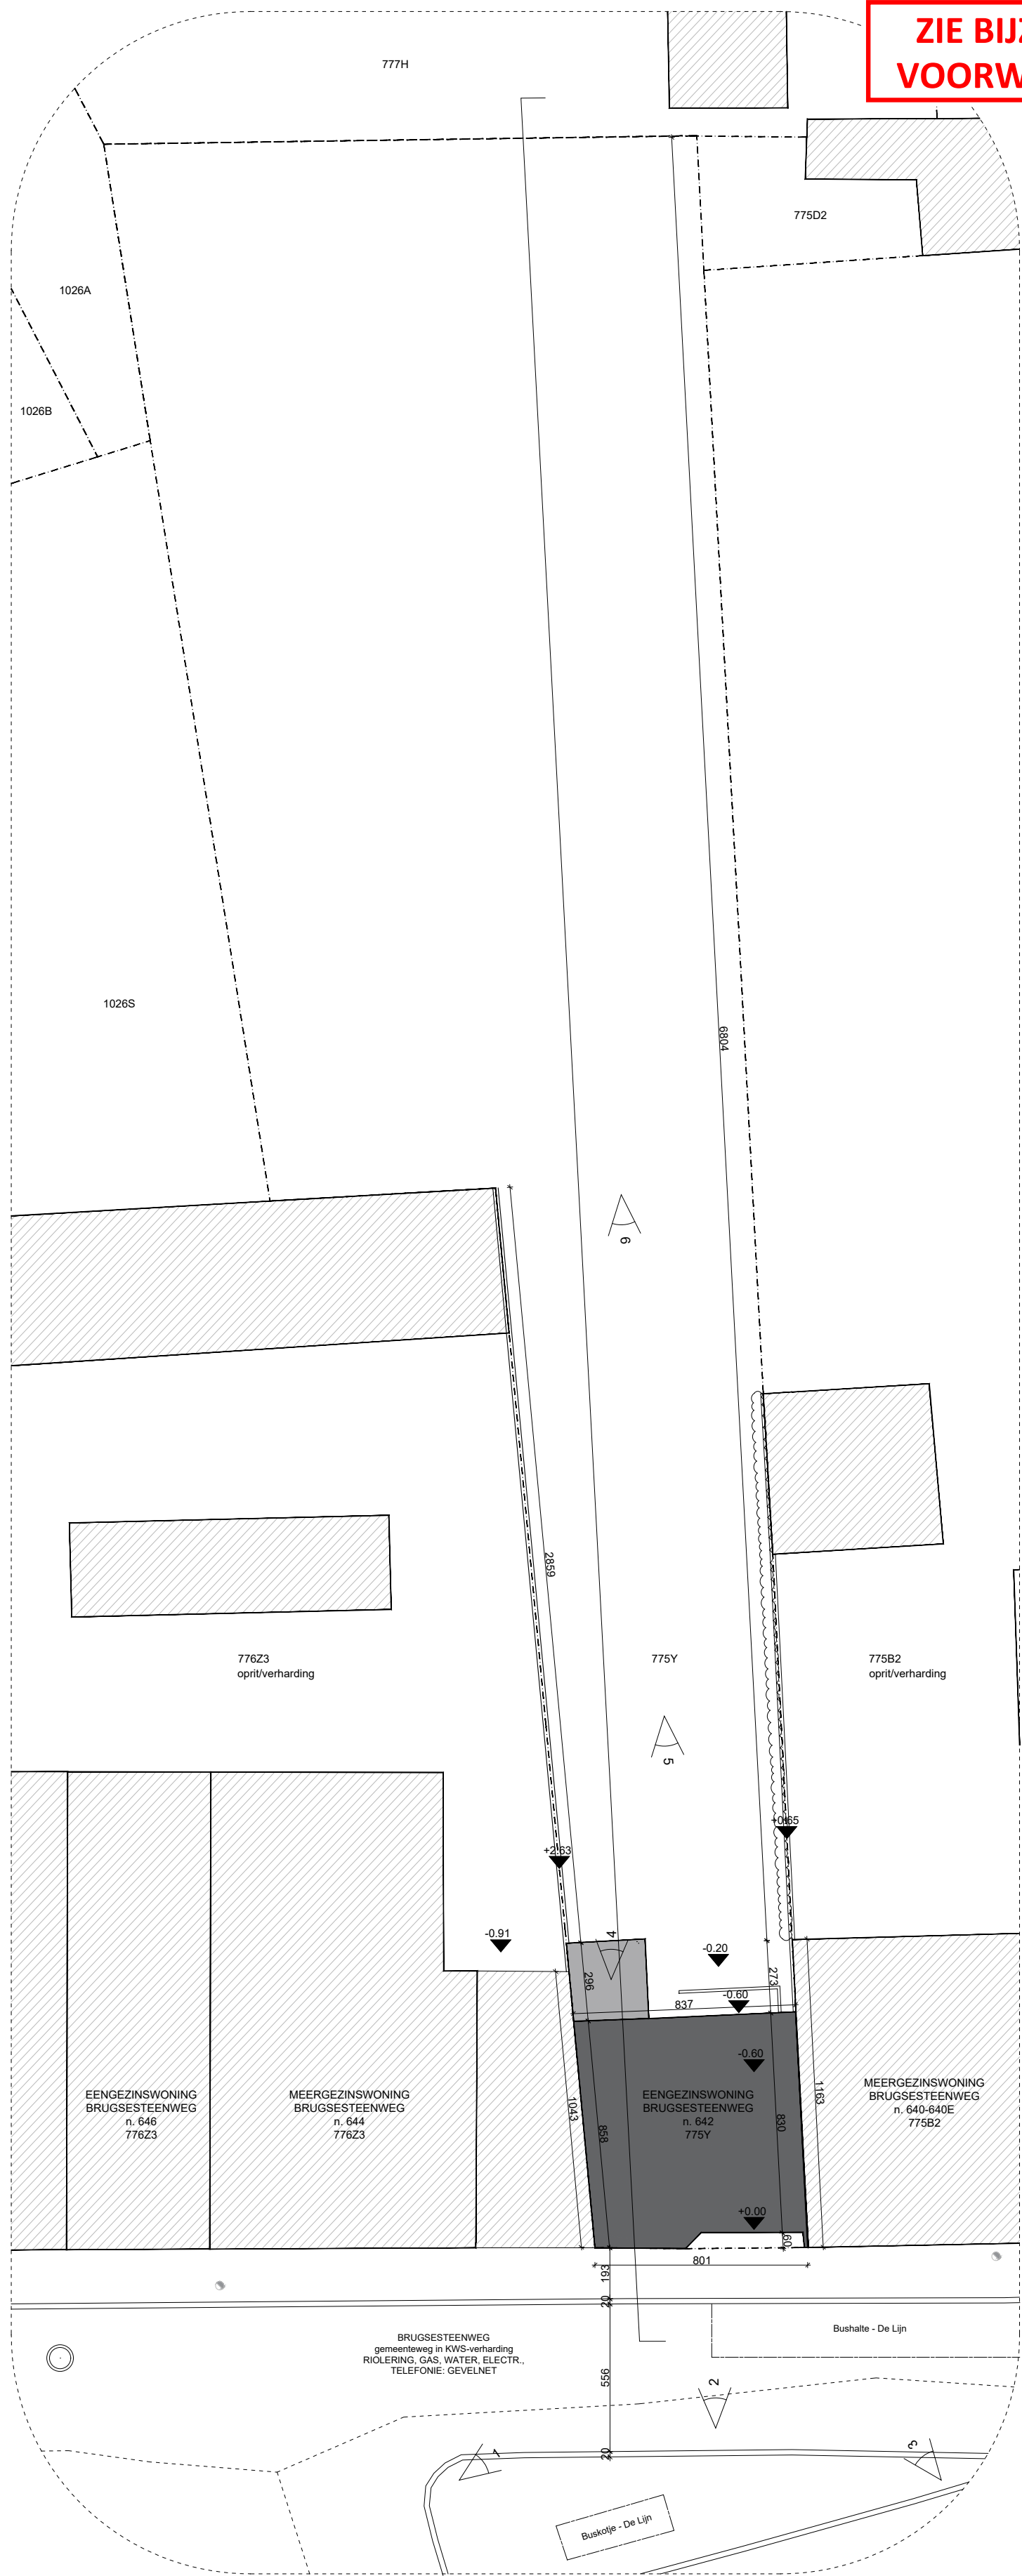 ZIE BIJZ
VOORW
777H
775D2
1026A
1026B
1026S
6804
6
2859
776Z3
oprit/verharding
775Y
775B2
oprit/verharding
5
+0.65
+2.63
-0.91
4
-0.20
296
273
-0.60
837
-0.60
EENGEZINSWONING
BRUGSESTEENWEG
n. 646
776Z3
MEERGEZINSWONING
BRUGSESTEENWEG
n. 644
776Z3
1043
858
EENGEZINSWONING
BRUGSESTEENWEG
n. 642
775Y
830
1163
MEERGEZINSWONING
BRUGSESTEENWEG
n. 640-640E
775B2
+0.00
60
801
193
20
BRUGSESTEENWEG
gemeenteweg in KWS-verharding
RIOLERING, GAS, WATER, ELECTR.,
TELEFONIE: GEVELNET
Bushalte - De Lijn
556
2
20
1
3
Buskotje - De Lijn